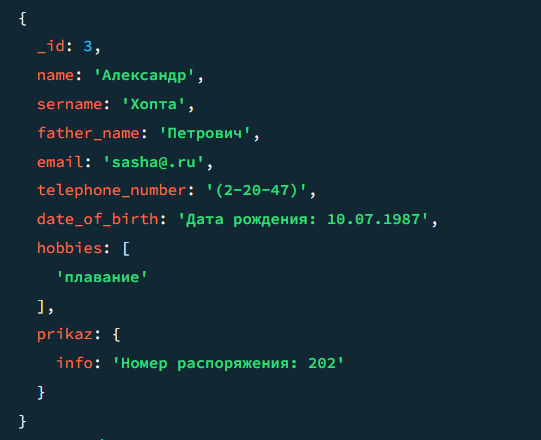 {
_id: 3,
name: 'Александр',
sername: 'Хопта',
father_name: 'Петрович',
email: 'sasha@.ru',
telephone_number: '(2-20-47)',
date_of_birth: 'Дата рождения: 10.07.1987',
hobbies: [
'плавание'
],
prikaz: {
info: 'Номер распоряжения: 202'
}
}